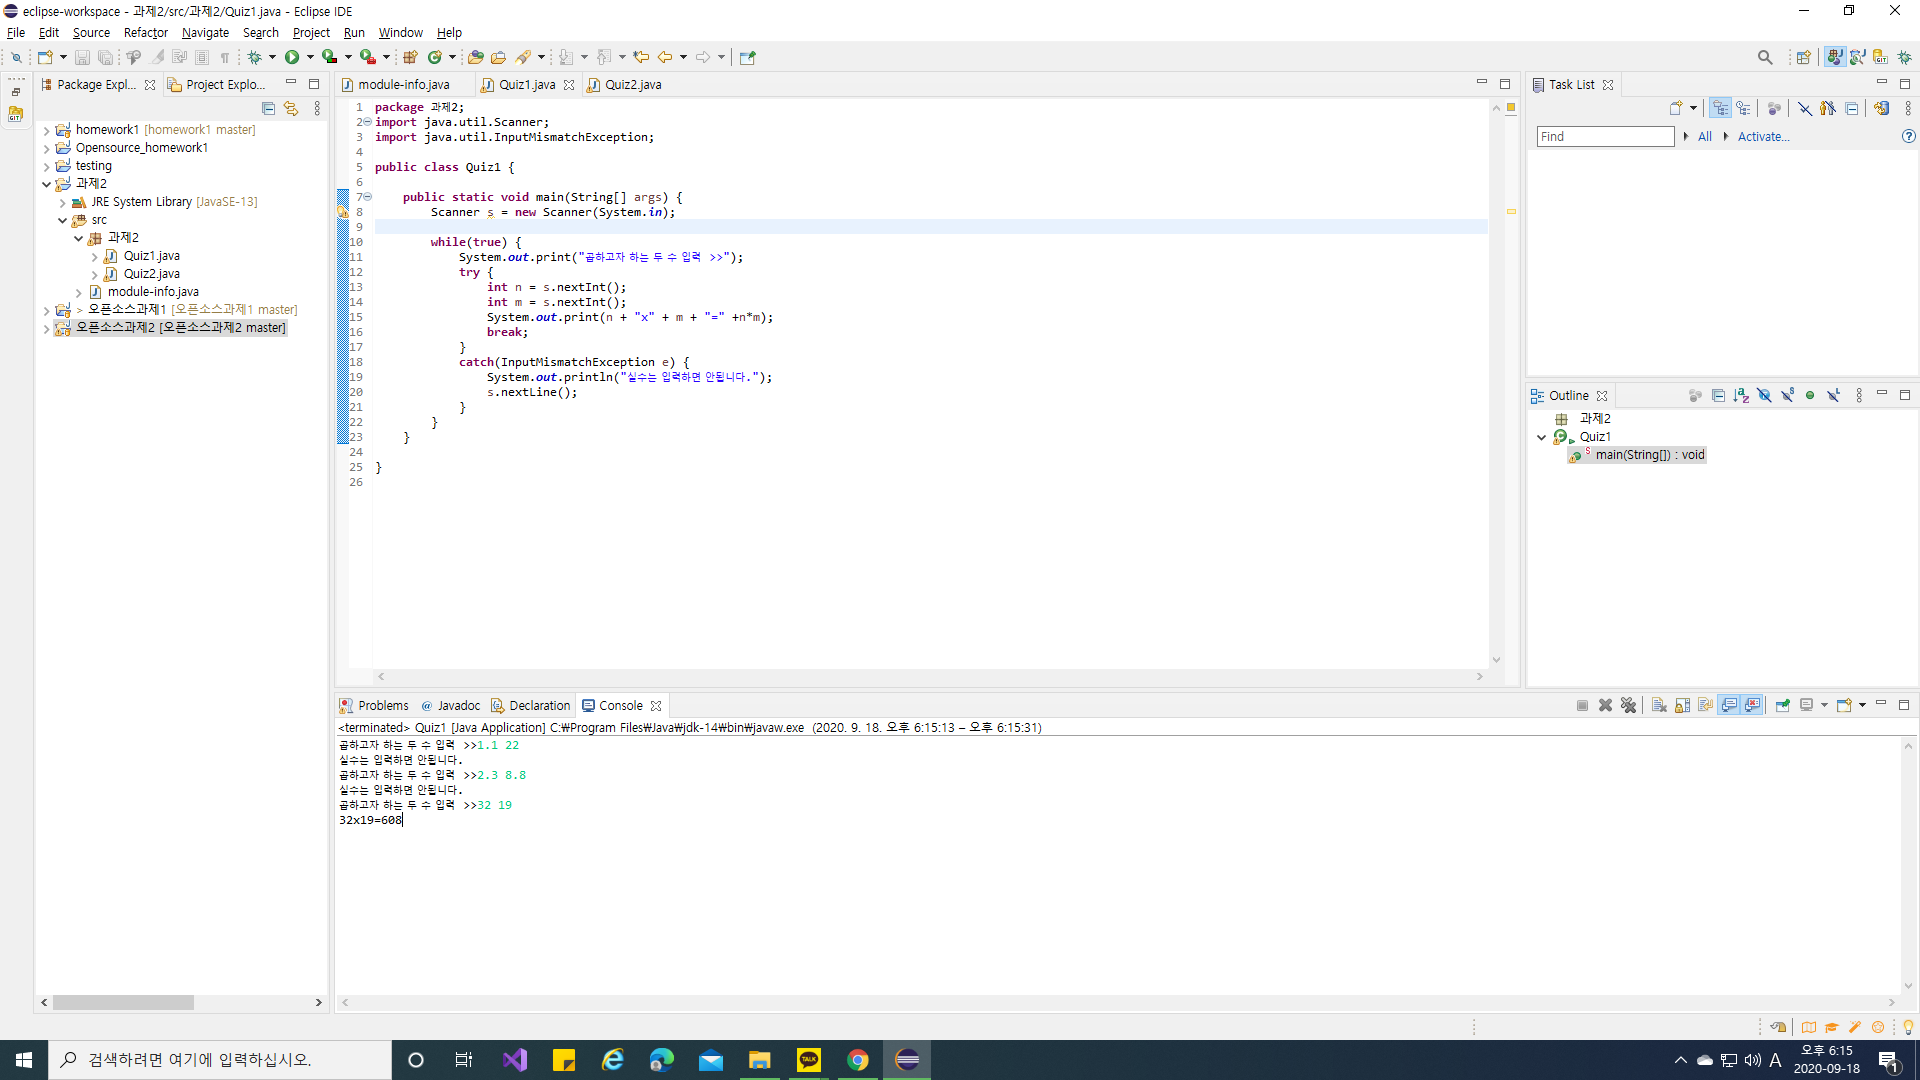 eclipse-workspace - 과제2/src/과제2/Quiz1.java - Eclipse IDE
File Edit Source Refactor Navigate Search Project Run Window Help
Package Expl... Project Explo...
homework1 [homework1 master]
Opensource_homework1
testing
과제2
JRE System Library [JavaSE-13]
src
과제2
Quiz1.java
Quiz2.java
module-info.java
> 오픈소스과제1 [오픈소스과제1 master]
오픈소스과제2 [오픈소스과제2 master]
module-info.java Quiz1.java Quiz2.java
1 package 과제2;
2 import java.util.Scanner;
3 import java.util.InputMismatchException;
4
5 public class Quiz1 {
6
7 public static void main(String[] args) {
8 Scanner s = new Scanner(System.in);
9
10 while(true) {
11 System.out.print("곱하고자 하는 두 수 입력 >>");
12 try {
13 int n = s.nextInt();
14 int m = s.nextInt();
15 System.out.print(n + "x" + m + "=" +n*m);
16 break;
17 }
18 catch(InputMismatchException e) {
19 System.out.println("실수는 입력하면 안됩니다.");
20 s.nextLine();
21 }
22 }
23 }
24
25 }
26
Task List
Find All Activate...
Outline
과제2
Quiz1
main(String[]) : void
Problems @ Javadoc Declaration Console
<terminated> Quiz1 [Java Application] C:₩Program Files₩Java₩jdk-14₩bin₩javaw.exe (2020. 9. 18. 오후 6:15:13 – 오후 6:15:31)
곱하고자 하는 두 수 입력 >>1.1 22
실수는 입력하면 안됩니다.
곱하고자 하는 두 수 입력 >>2.3 8.8
실수는 입력하면 안됩니다.
곱하고자 하는 두 수 입력 >>32 19
32x19=608
검색하려면 여기에 입력하십시오.
TALK
A
오후 6:15
2020-09-18
1